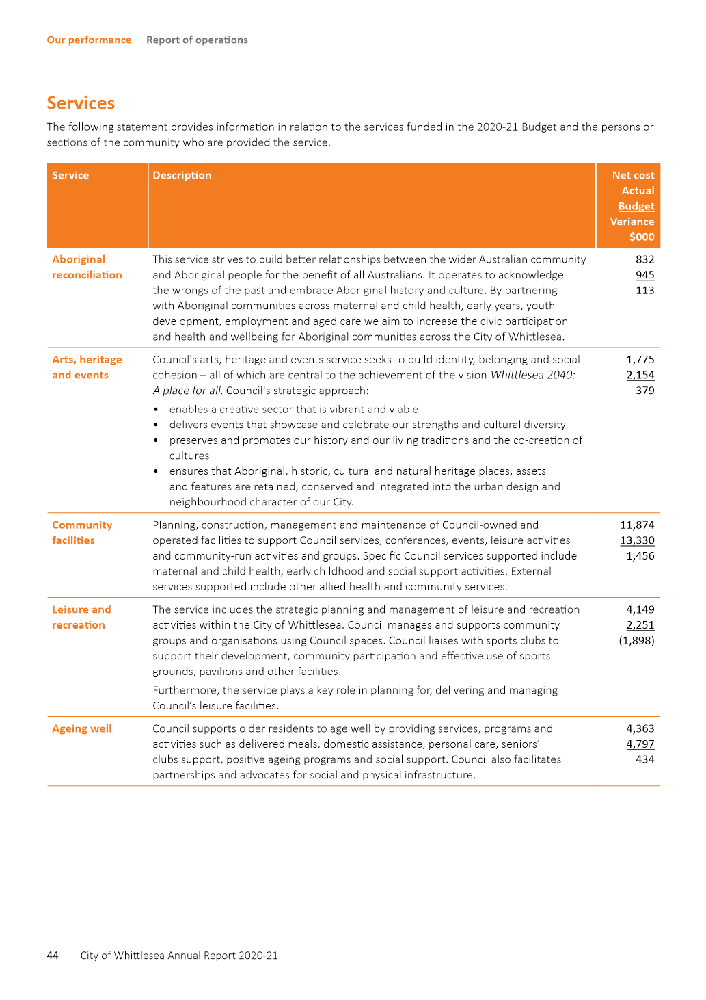 Our performance Report of operations
Services
The following statement provides information in relation to the services funded in the 2020-21 Budget and the persons or
sections of the community who are provided the service.
Service
Description
Net cost
Actual
Budget
Variance
$000
Aboriginal
reconciliation
This service strives to build better relationships between the wider Australian community
and Aboriginal people for the benefit of all Australians. It operates to acknowledge
the wrongs of the past and embrace Aboriginal history and culture. By partnering
with Aboriginal communities across maternal and child health, early years, youth
development, employment and aged care we aim to increase the civic participation
and health and wellbeing for Aboriginal communities across the City of Whittlesea.
832
945
113
Arts, heritage
and events
Council's arts, heritage and events service seeks to build identity, belonging and social
cohesion – all of which are central to the achievement of the vision Whittlesea 2040:
A place for all. Council's strategic approach:
• enables a creative sector that is vibrant and viable
• delivers events that showcase and celebrate our strengths and cultural diversity
• preserves and promotes our history and our living traditions and the co-creation of
cultures
• ensures that Aboriginal, historic, cultural and natural heritage places, assets
and features are retained, conserved and integrated into the urban design and
neighbourhood character of our City.
1,775
2,154
379
Community
facilities
Planning, construction, management and maintenance of Council-owned and
operated facilities to support Council services, conferences, events, leisure activities
and community-run activities and groups. Specific Council services supported include
maternal and child health, early childhood and social support activities. External
services supported include other allied health and community services.
11,874
13,330
1,456
Leisure and
recreation
The service includes the strategic planning and management of leisure and recreation
activities within the City of Whittlesea. Council manages and supports community
groups and organisations using Council spaces. Council liaises with sports clubs to
support their development, community participation and effective use of sports
grounds, pavilions and other facilities.
Furthermore, the service plays a key role in planning for, delivering and managing
Council’s leisure facilities.
4,149
2,251
(1,898)
Ageing well
Council supports older residents to age well by providing services, programs and
activities such as delivered meals, domestic assistance, personal care, seniors’
clubs support, positive ageing programs and social support. Council also facilitates
partnerships and advocates for social and physical infrastructure.
4,363
4,797
434
44 City of Whittlesea Annual Report 2020-21